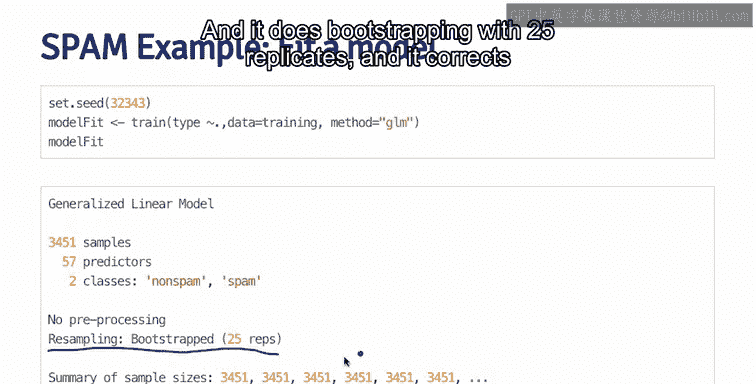 And it does bootstrapping with 25
replicates, and it corrects
SPAM Example: Fit a model
set.seed(32343)
modelFit <- train(type ~.,data=training, method="glm")
modelFit
Generalized Linear Model
3451 samples
57 predictors
2 classes: 'nonspam', 'spam'
No pre-processing
Resampling: Bootstrapped (25 reps)
Summary of sample sizes: 3451, 3451, 3451, 3451, 3451, 3451, ...